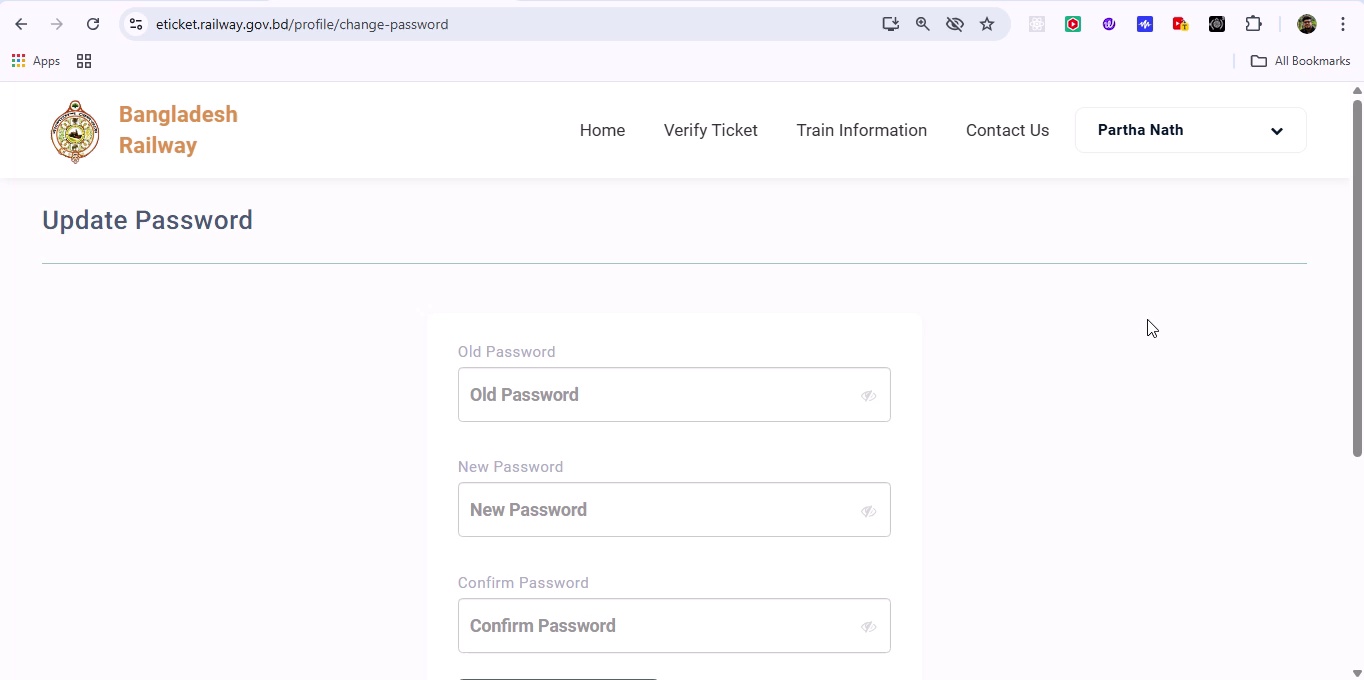 eticket.railway.gov.bd/profile/change-password
Apps
All Bookmarks
Bangladesh
Railway
Home
Verify Ticket
Train Information
Contact Us
Partha Nath
Update Password
Old Password
Old Password
New Password
New Password
Confirm Password
Confirm Password